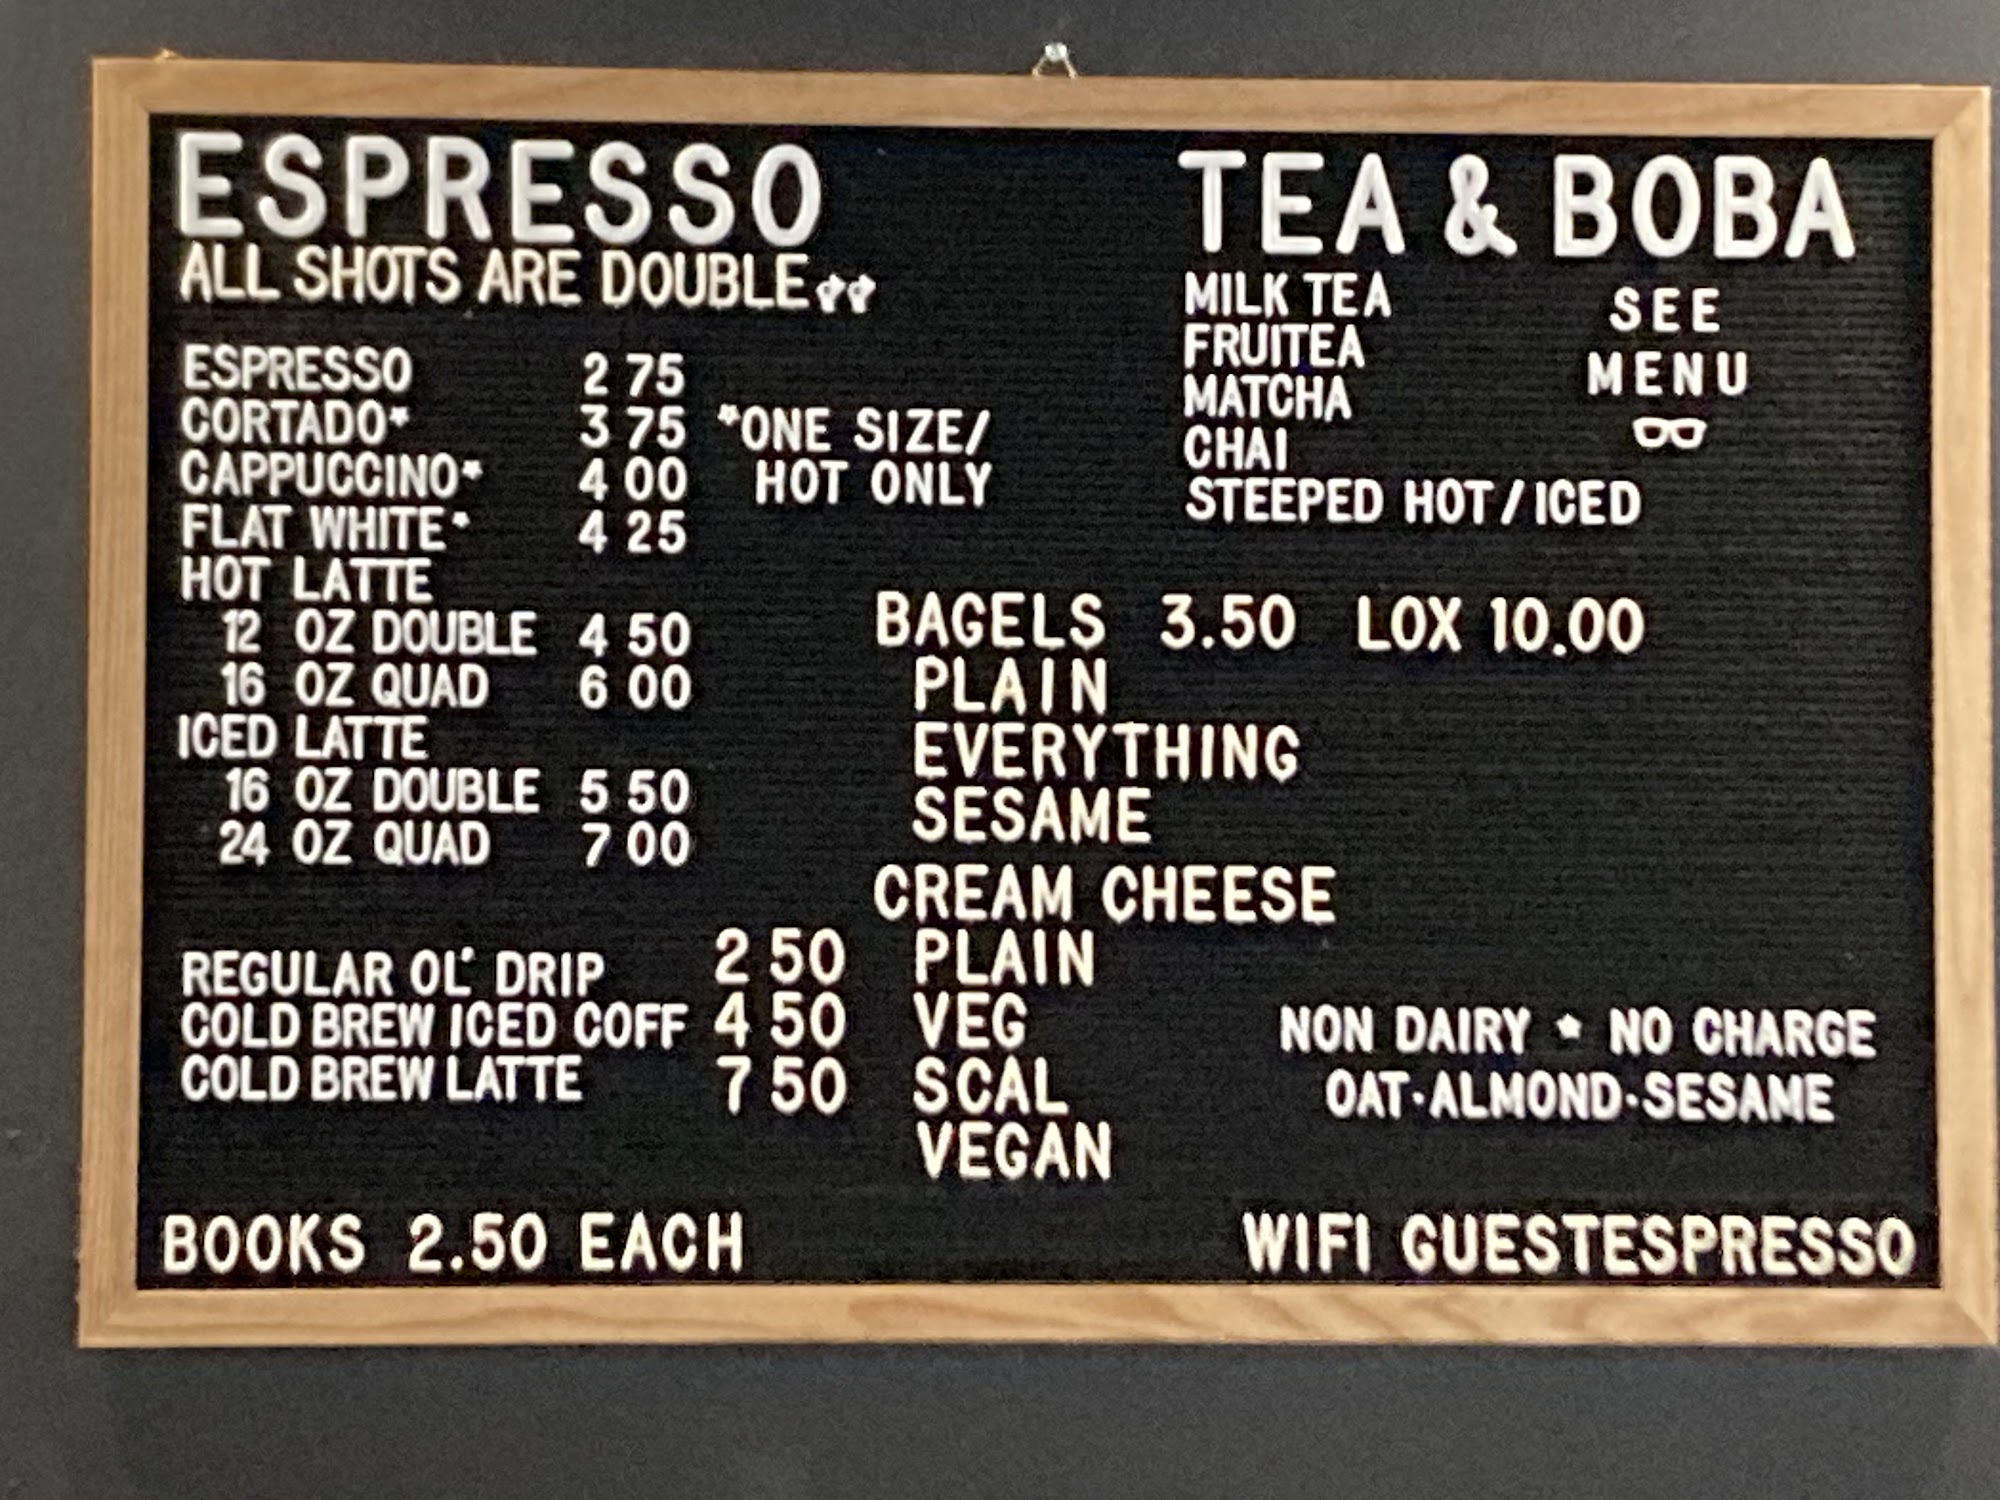 ESPRESSO
ALL SHOTS ARE DOUBLE
ESPRESSO 2 75
CORTADO* 3 75
CAPPUCCINO* 4 00
FLAT WHITE* 4 25
*ONE SIZE/
HOT ONLY
HOT LATTE
12 OZ DOUBLE 4 50
16 OZ QUAD 6 00
ICED LATTE
16 OZ DOUBLE 5 50
24 OZ QUAD 7 00
REGULAR OL' DRIP 2 50
COLD BREW ICED COFF 4 50
COLD BREW LATTE 7 50
BOOKS 2.50 EACH
TEA & BOBA
MILK TEA
FRUITEA
MATCHA
CHAI
STEEPED HOT/ICED
SEE
MENU
BAGELS 3.50 LOX 10.00
PLAIN
EVERYTHING
SESAME
CREAM CHEESE
PLAIN
VEG
SCAL
VEGAN
NON DAIRY * NO CHARGE
OAT·ALMOND·SESAME
WIFI GUESTESPRESSO